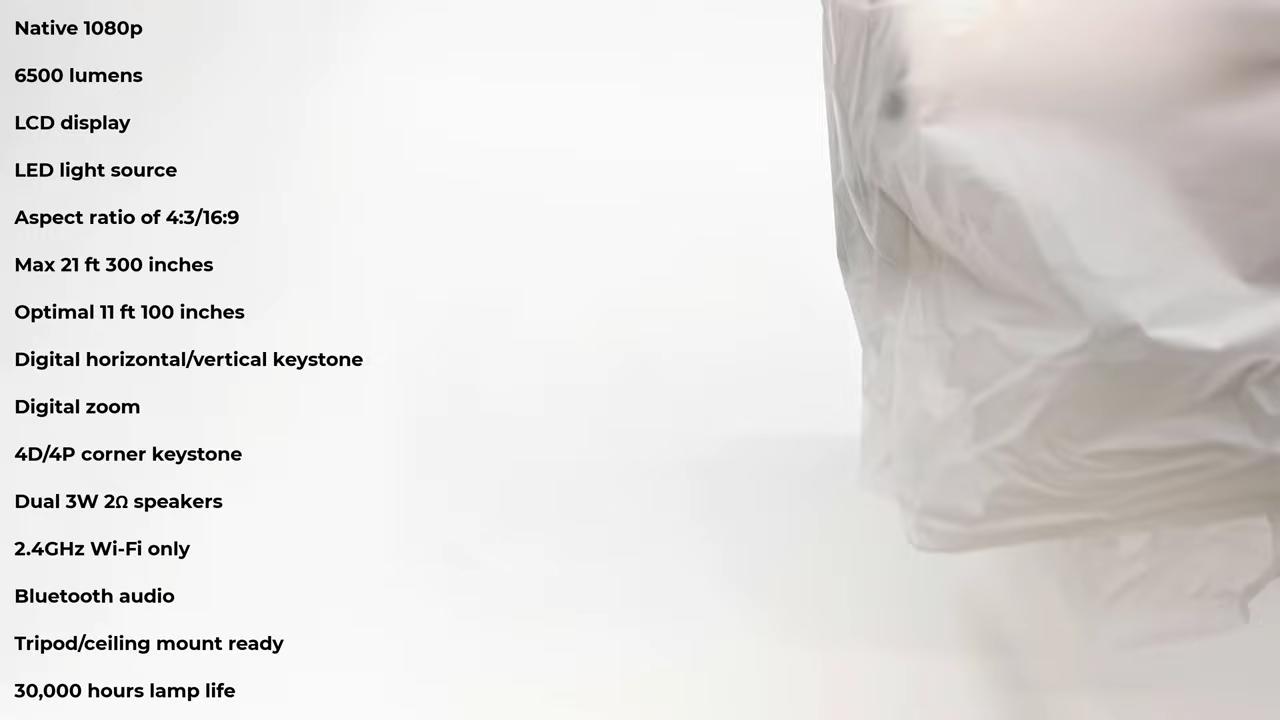 Native 1080p
6500 lumens
LCD display
LED light source
Aspect ratio of 4:3/16:9
Max 21 ft 300 inches
Optimal 11 ft 100 inches
Digital horizontal/vertical keystone
Digital zoom
4D/4P corner keystone
Dual 3W 2Ω speakers
2.4GHz Wi-Fi only
Bluetooth audio
Tripod/ceiling mount ready
30,000 hours lamp life